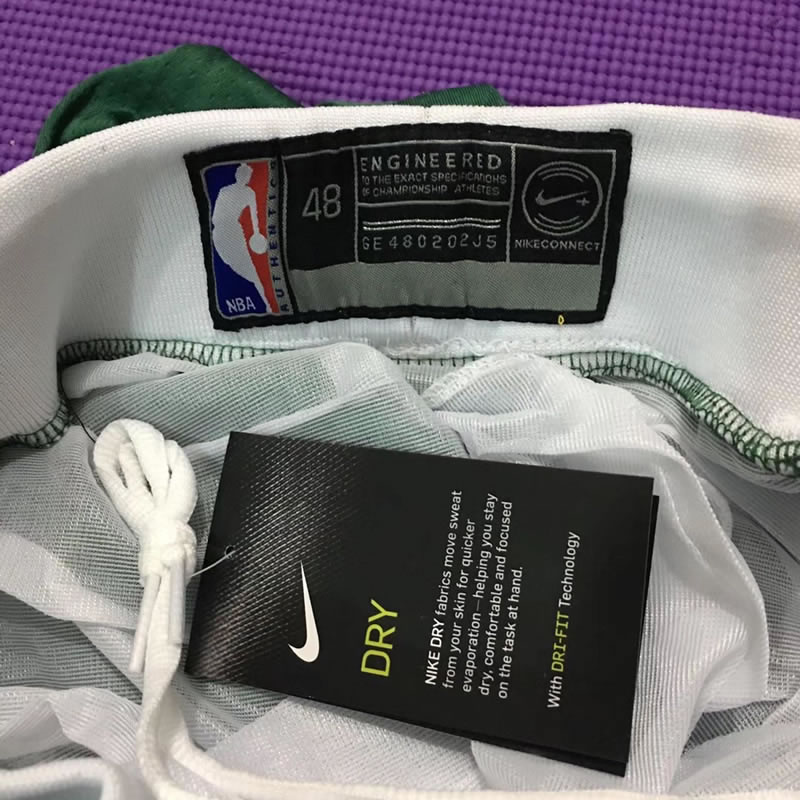 NBA
AUTHENTICS
48
ENGINEERED
TO THE EXACT SPECIFICATIONS
OF CHAMPIONSHIP ATHLETES
GE480202J5
NIKECONNECT
DRY
NIKE DRY fabrics move sweat
from your skin for quicker
evaporation—helping you stay
dry, comfortable and focused
on the task at hand.
With DRI-FIT Technology